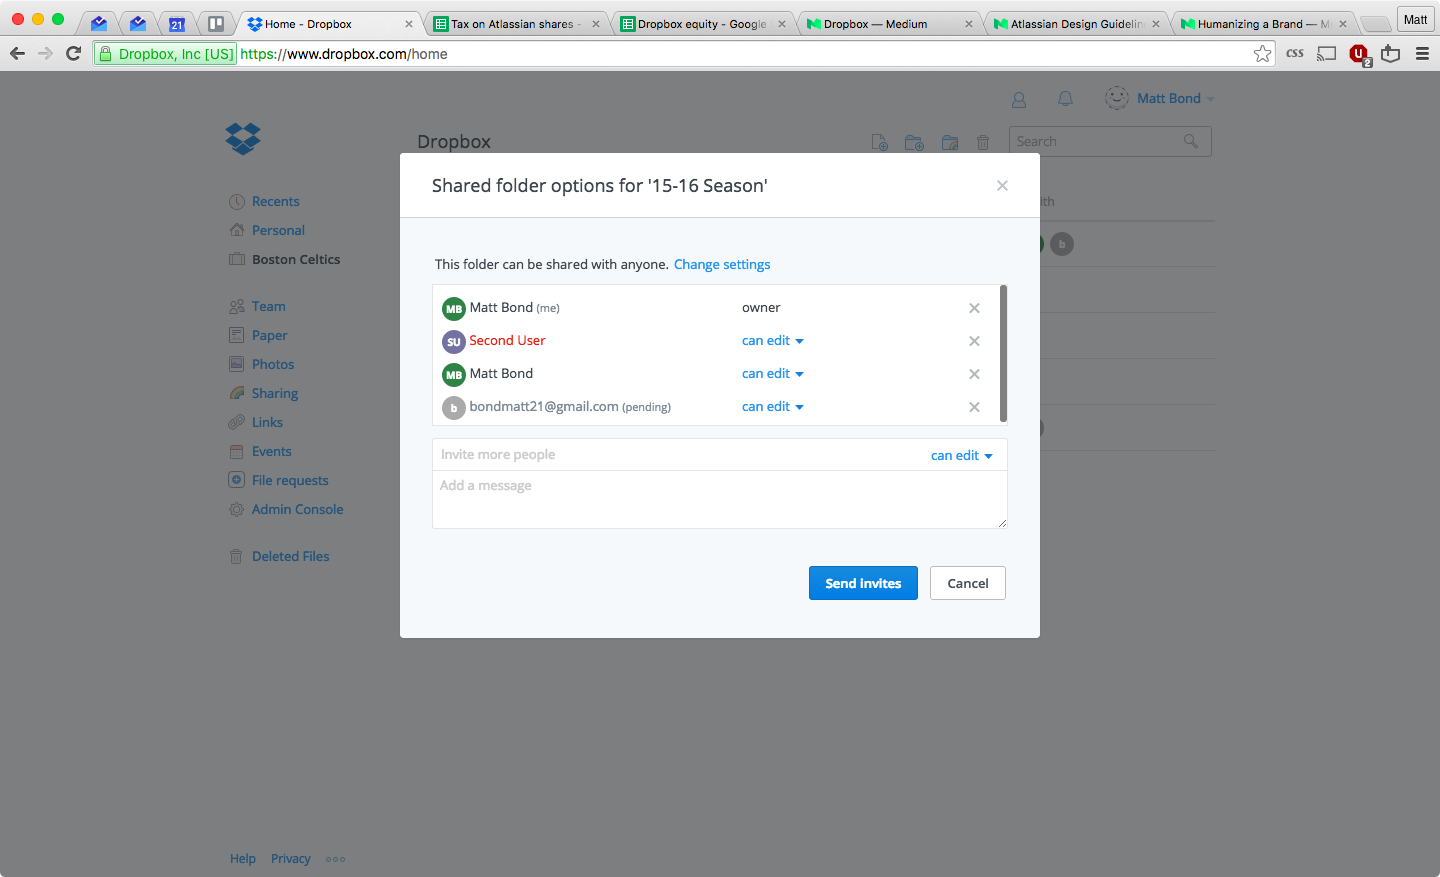 Home - Dropbox
Tax on Atlassian shares -
Dropbox equity - Google
Dropbox — Medium
Atlassian Design Guidelin
Humanizing a Brand — M
Matt
21
Dropbox, Inc [US] https://www.dropbox.com/home
css
2
Matt Bond
Dropbox
Search
Shared folder options for '15-16 Season'
Recents
Personal
Boston Celtics
Team
Paper
Photos
Sharing
Links
Events
File requests
Admin Console
Deleted Files
ith
b
This folder can be shared with anyone. Change settings
MB Matt Bond (me) owner
SU Second User can edit
MB Matt Bond can edit
b bondmatt21@gmail.com (pending) can edit
Invite more people can edit
Add a message
Send invites Cancel
Help Privacy